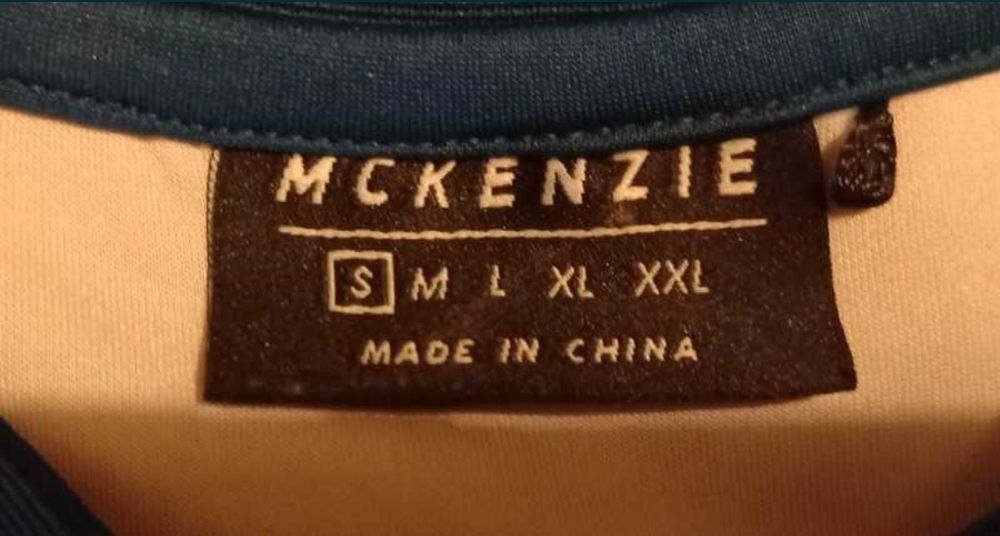 MCKENZIE
S M L XL XXL
MADE IN CHINA